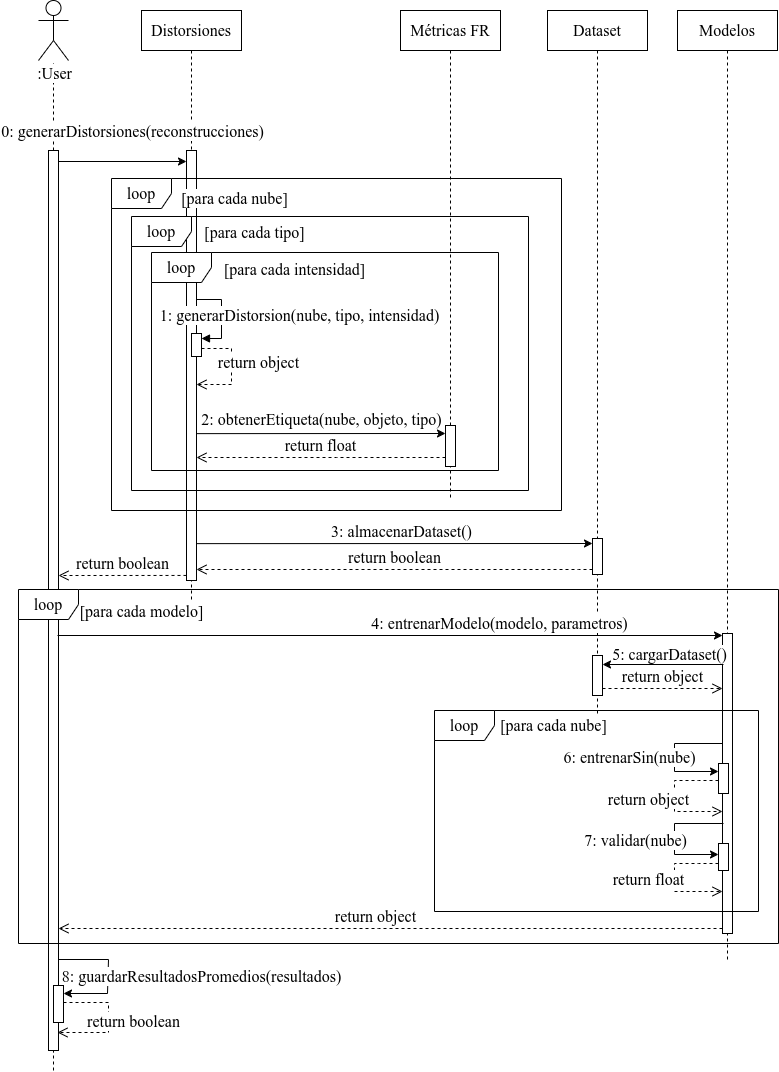 :User
Distorsiones
Métricas FR
Dataset
Modelos
0: generarDistorsiones(reconstrucciones)
loop
[para cada nube]
loop
[para cada tipo]
loop
[para cada intensidad]
1: generarDistorsion(nube, tipo, intensidad)
return object
2: obtenerEtiqueta(nube, objeto, tipo)
return float
3: almacenarDataset()
return boolean
return boolean
loop
[para cada modelo]
4: entrenarModelo(modelo, parametros)
5: cargarDataset()
return object
loop
[para cada nube]
6: entrenarSin(nube)
return object
7: validar(nube)
return float
return object
8: guardarResultadosPromedios(resultados)
return boolean